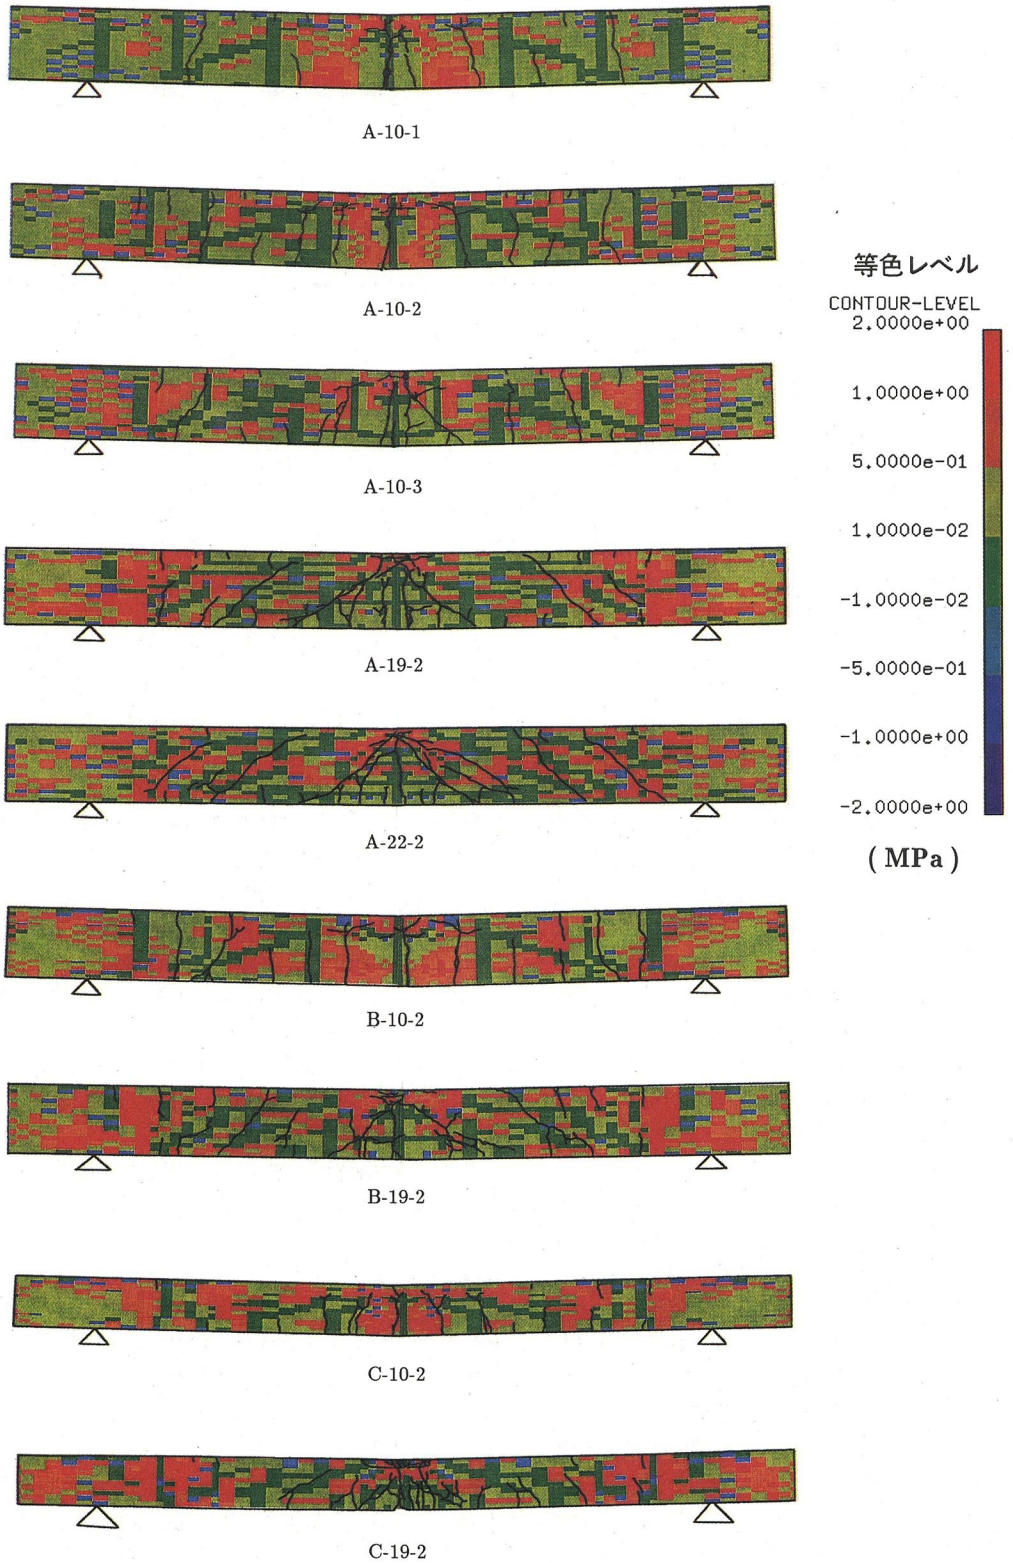 A-10-1
A-10-2
等色レベル
CONTOUR-LEVEL
2.0000e+00
1.0000e+00
5.0000e-01
1.0000e-02
-1.0000e-02
-5.0000e-01
-1.0000e+00
-2.0000e+00
( MPa )
A-10-3
A-19-2
A-22-2
B-10-2
B-19-2
C-10-2
C-19-2